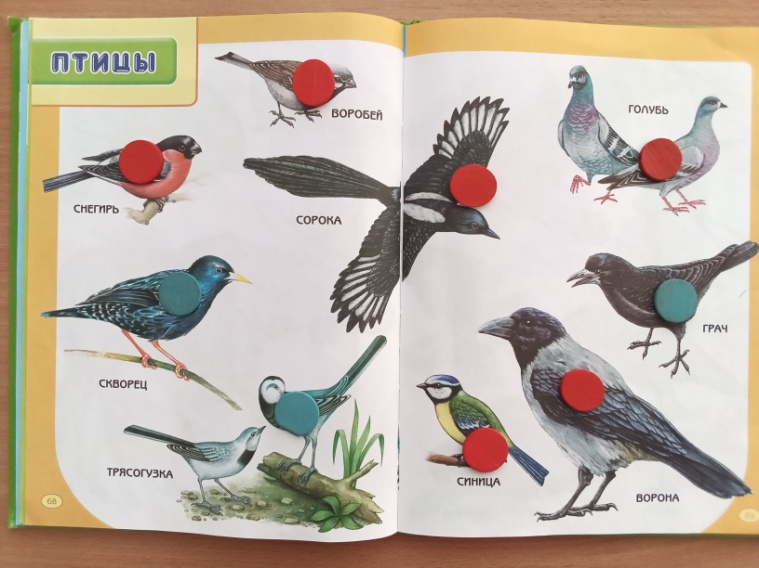 ПТИЦЫ
ВОРОБЕЙ
СНЕГИРЬ
СОРОКА
СКВОРЕЦ
ТРЯСОГУЗКА
68
ГОЛУБЬ
ГРАЧ
СИНИЦА
ВОРОНА